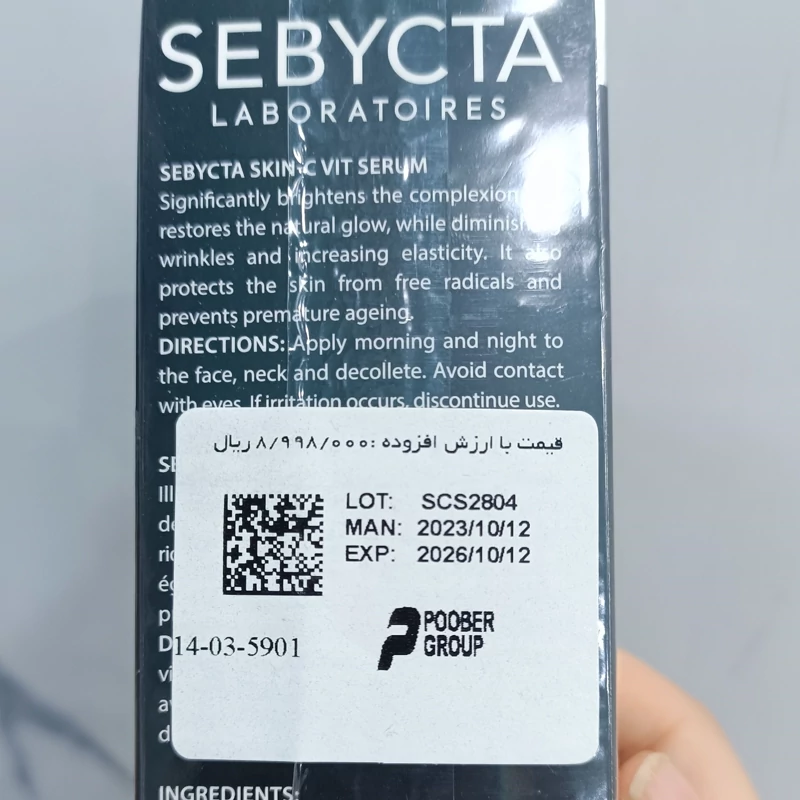 SEBYCTA
LABORATOIRES
SEBYCTA SKIN-C VIT SERUM
Significantly brightens the complexion
restores the natural glow, while
wrinkles and increasing elasticity. It also
protects the skin from free radicals and
prevents premature ageing.
DIRECTIONS: Apply morning and night to
the face, neck and decollete. Avoid contact
with eyes. If irritation occurs, discontinue use.
قیمت با ارزش افزوده :۸/۹۹۸/۰۰۰ ریال
LOT: SCS2804
MAN: 2023/10/12
EXP: 2026/10/12
POOBER
GROUP
14-03-5901
INGREDIENTS: